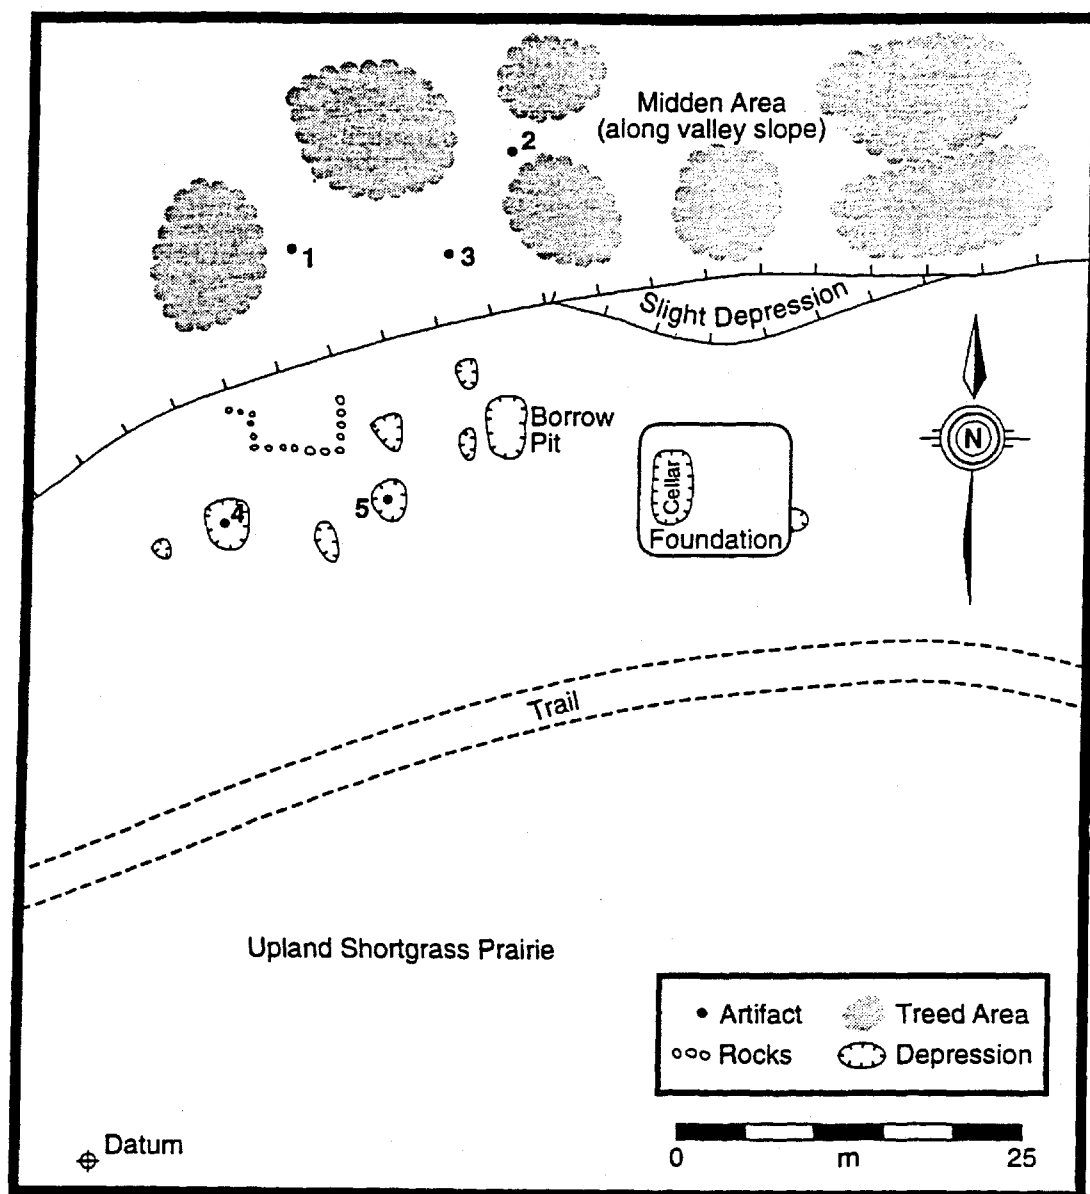 Midden Area
(along valley slope)
2
1
3
Slight Depression
Borrow
Pit
Cellar
Foundation
N
4
5
Trail
Upland Shortgrass Prairie
Artifact
Treed Area
Rocks
Depression
Datum
0 m 25